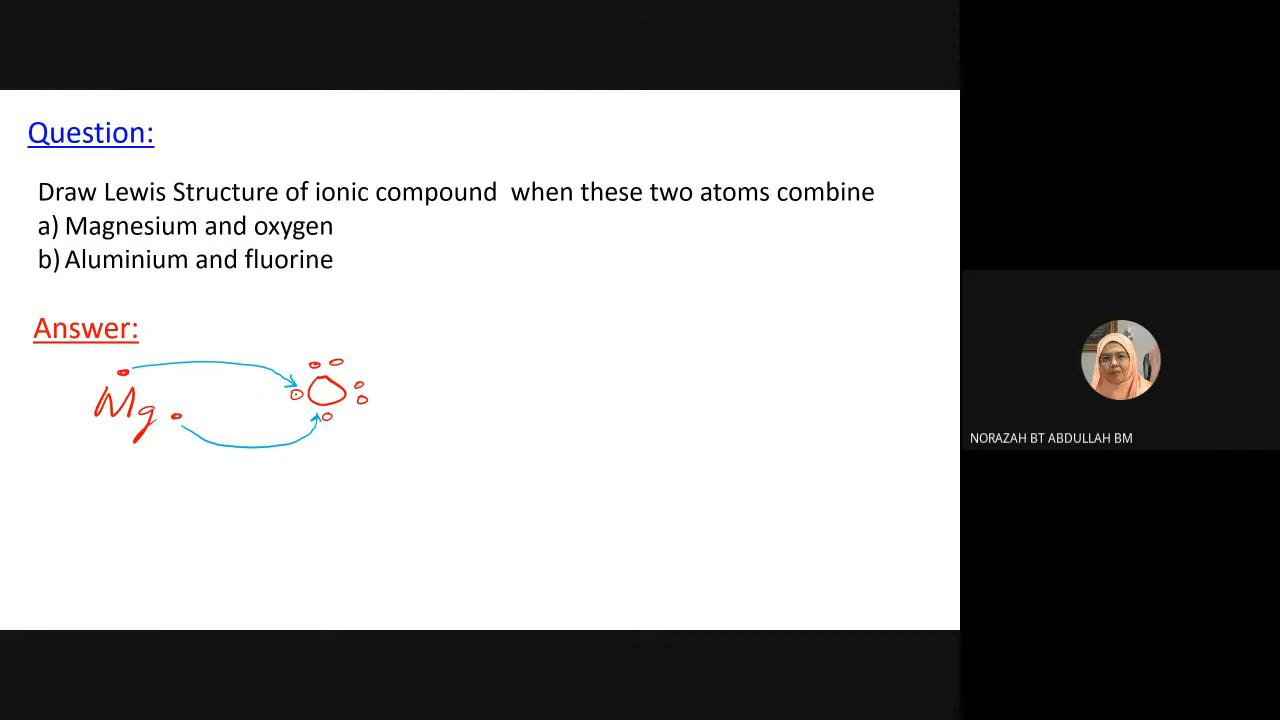 Question:
Draw Lewis Structure of ionic compound when these two atoms combine
a) Magnesium and oxygen
b) Aluminium and fluorine
Answer:
Mg O
NORAZAH BT ABDULLAH BM